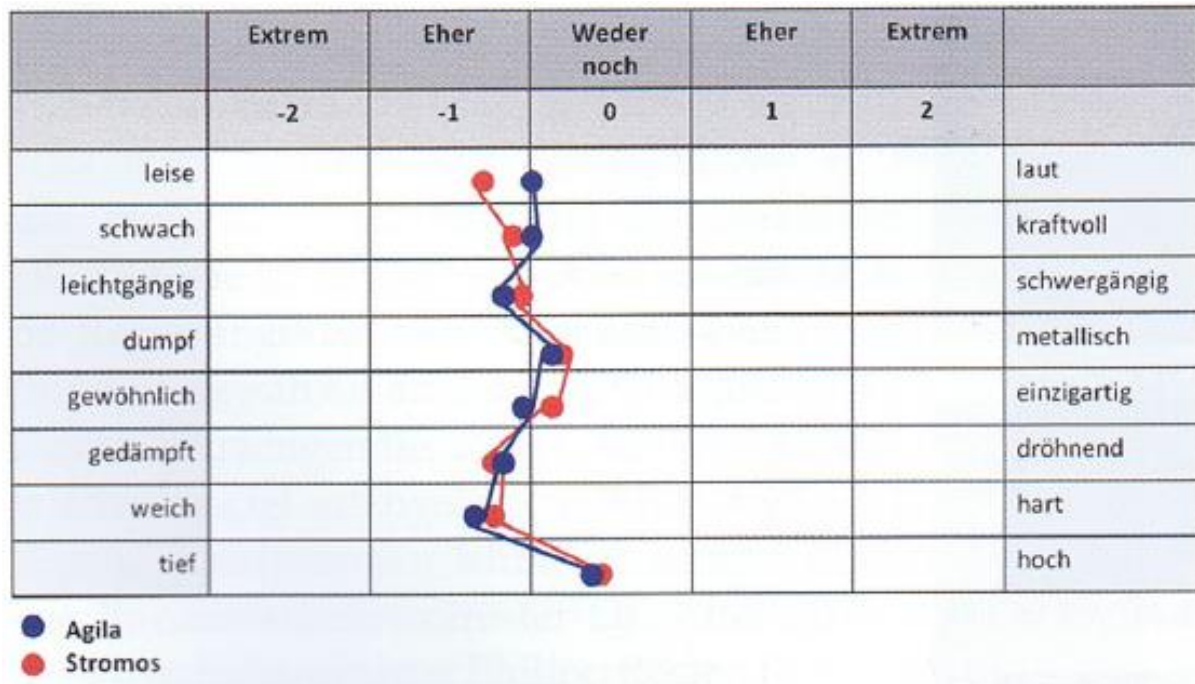 Extrem Eher Weder noch Eher Extrem
-2 -1 0 1 2
leise laut
schwach kraftvoll
leichtgängig schwergängig
dumpf metallisch
gewöhnlich einzigartig
gedämpft dröhnend
weich hart
tief hoch
Agila
Stromos